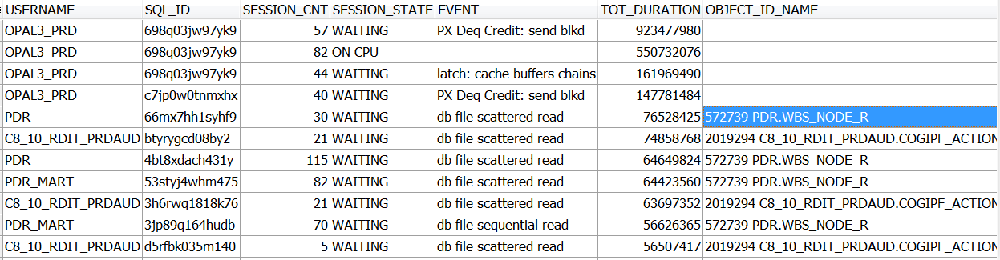 USERNAME SQL_ID SESSION_CNT SESSION_STATE EVENT TOT_DURATION OBJECT_ID_NAME
OPAL3_PRD 698q03jw97yk9 57 WAITING PX Deq Credit: send blkd 923477980
OPAL3_PRD 698q03jw97yk9 82 ON CPU 550732076
OPAL3_PRD 698q03jw97yk9 44 WAITING latch: cache buffers chains 161969490
OPAL3_PRD c7jp0w0tnmxhx 40 WAITING PX Deq Credit: send blkd 147781484
PDR 66mx7hh1syhf9 30 WAITING db file scattered read 76528425 572739 PDR.WBS_NODE_R
C8_10_RDIT_PRDAUD btyrygcd08by2 21 WAITING db file scattered read 74858768 2019294 C8_10_RDIT_PRDAUD.COGIPF_ACTION
PDR 4bt8xdach431y 115 WAITING db file scattered read 64649824 572739 PDR.WBS_NODE_R
PDR_MART 53styj4whm475 82 WAITING db file scattered read 64423560 572739 PDR.WBS_NODE_R
C8_10_RDIT_PRDAUD 3h6rwq1818k76 21 WAITING db file scattered read 63697352 2019294 C8_10_RDIT_PRDAUD.COGIPF_ACTION
PDR_MART 3jp89q164hudb 70 WAITING db file sequential read 56626365 572739 PDR.WBS_NODE_R
C8_10_RDIT_PRDAUD d5rfbk035m140 5 WAITING db file scattered read 56507417 2019294 C8_10_RDIT_PRDAUD.COGIPF_ACTION